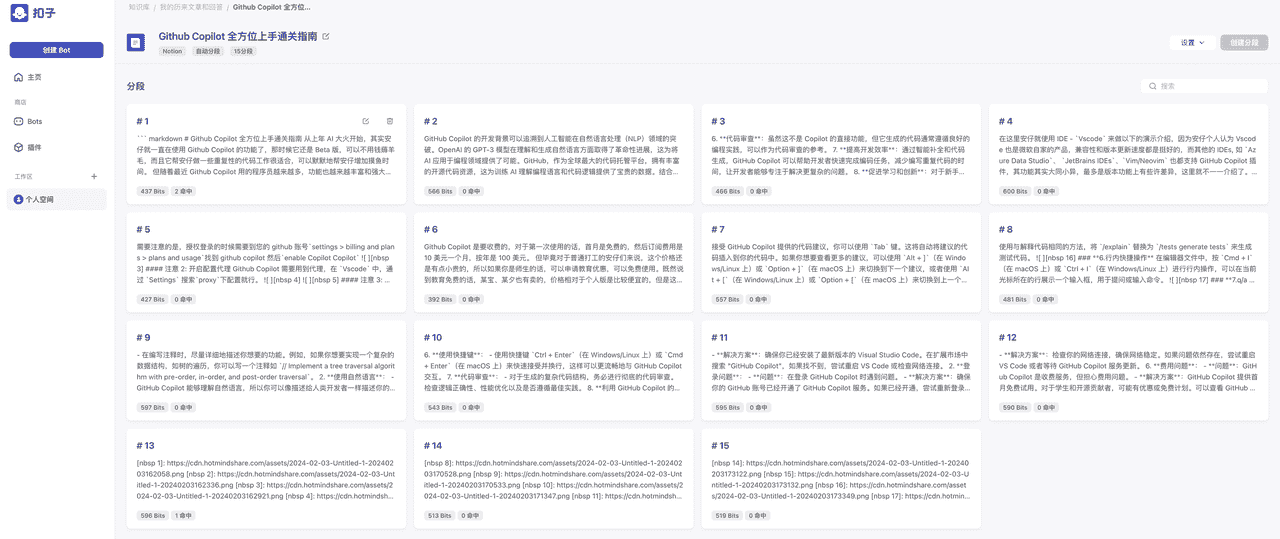 扣子
创建 Bot
主页
商店
Bots
插件
工作区
个人空间
知识库 / 我的历史文章和回答 / Github Copilot 全方位...
Github Copilot 全方位上手通关指南
Notion 自动分段 15分段
设置
创建分段
分段
搜索
# 1
``` markdown # Github Copilot 全方位上手通关指南 从上年 AI 大火开始，其实安
仔就一直在使用 Github Copilot 的功能了，那时还是 Beta 版，可以不用钱薅羊
毛，而且它帮安仔做一些重复性的代码工作很适合，可以默默地帮安仔增加摸鱼时
间。 但随着最近 Github Copilot 用的程序员越来越多，功能也越来越丰富和强大...
437 Bits 2 命中
# 2
GitHub Copilot 的开发背景可以追溯到人工智能在自然语言处理（NLP）领域的突
破。OpenAI 的 GPT-3 模型在理解和生成自然语言方面取得了革命性进展，这为将
AI 应用于编程领域提供了可能。GitHub，作为全球最大的代码托管平台，拥有丰富
的开源代码资源，这为训练 AI 理解编程语言和代码逻辑提供了宝贵的数据。结合...
566 Bits 0 命中
# 3
6. **代码审查**：虽然这不是 Copilot 的直接功能，但它生成的代码通常遵循良好的
编程实践，可以作为代码审查的参考。 7. **提高开发效率**：通过智能补全和代码
生成，GitHub Copilot 可以帮助开发者快速完成编码任务，减少编写重复代码的时
间，让开发者能够专注于解决更复杂的问题。 8. **促进学习和创新**：对于新手...
466 Bits 0 命中
# 4
在这里安仔就使用 IDE - `Vscode` 来做以下的演示介绍，因为安仔个人认为 Vscod
e 也是微软自家的产品，兼容性和版本更新速度都是挺好的，而其他的 IDEs, 如 `Az
ure Data Studio`、`JetBrains IDEs`、`Vim/Neovim` 也都支持 GitHub Copilot 插
件，其功能其实大同小异，最多是版本功能上有些许差异，这里就不一一介绍了。...
600 Bits 0 命中
# 5
需要注意的是，授权登录的时候需要到您的 github 账号`settings > billing and plan
s > plans and usage`找到 github copilot 然后`enable Copilot Copilot` ![ ][nbsp
3] #### 注意 2: 开启配置代理 GitHub Copilot 需要用到代理，在 `Vscode` 中，通
过 `Settings` 搜索`proxy`下配置就行。 ![ ][nbsp 4] ![ ][nbsp 5] #### 注意 3: ...
427 Bits 0 命中
# 6
Github Copilot 是要收费的，对于第一次使用的话，首月是免费的，然后订阅费用是
10 美元一个月，按年是 100 美元。 但毕竟对于普通打工的安仔们来说，这个价格还
是有点小贵的，所以如果你是师生的话，可以申请教育优惠，可以免费使用。既然说
到教育免费的话，某宝、某夕也有卖的，价格相对于个人版是比较便宜的，但是这...
392 Bits 0 命中
# 7
接受 GitHub Copilot 提供的代码建议，你可以使用 `Tab` 键。这将自动将建议的代
码插入到你的代码中。如果你想要查看更多的建议，可以使用 `Alt + ]`（在 Windo
ws/Linux 上）或 `Option + ]`（在 macOS 上）来切换到下一个建议，或者使用 `Al
t + [`（在 Windows/Linux 上）或 `Option + [`（在 macOS 上）来切换到上一个...
557 Bits 0 命中
# 8
使用与解释代码相同的方法，将 `/explain` 替换为 `/tests generate tests` 来生成
测试代码。 ![ ][nbsp 16] ### **6.行内快捷操作** 在编辑器文件中，按 `Cmd + I`
（在 macOS 上）或 `Ctrl + I`（在 Windows/Linux 上）进行行内操作，可以在当前
光标所在的行展示一个输入框，用于提问或输入命令。 ![ ][nbsp 17] ### **7.q/a ...
481 Bits 0 命中
# 9
- 在编写注释时，尽量详细地描述你想要的功能。例如，如果你想要实现一个复杂的
数据结构，如树的遍历，你可以写一个注释如 `// Implement a tree traversal algorit
hm with pre-order, in-order, and post-order traversal`。 2. **使用自然语言**： -
GitHub Copilot 能够理解自然语言，所以你可以像描述给人类开发者一样描述你的...
597 Bits 0 命中
# 10
6. **使用快捷键**： - 使用快捷键 `Ctrl + Enter`（在 Windows/Linux 上）或 `Cmd
+ Enter`（在 macOS 上）来快速接受并换行，这样可以更流畅地与 GitHub Copilot
交互。 7. **代码审查**： - 对于生成的复杂代码结构，务必进行彻底的代码审查。
检查逻辑正确性、性能优化以及是否遵循最佳实践。 8. **利用 GitHub Copilot 的...
543 Bits 0 命中
# 11
- **解决方案**：确保你已经安装了最新版本的 Visual Studio Code。在扩展市场中
搜索 "GitHub Copilot"，如果找不到，尝试重启 VS Code 或检查网络连接。 2. **登
录问题**： - **问题**：在登录 GitHub Copilot 时遇到问题。 - **解决方案**：确保
你的 GitHub 账号已经开通了 GitHub Copilot 服务。如果已经开通，尝试重新登录...
595 Bits 0 命中
# 12
- **解决方案**：检查你的网络连接，确保网络稳定。如果问题依然存在，尝试重启
VS Code 或者等待 GitHub Copilot 服务更新。 6. **费用问题**： - **问题**：GitH
ub Copilot 是收费服务，但担心费用问题。 - **解决方案**：GitHub Copilot 提供首
月免费试用。对于学生和开源贡献者，可能有优惠或免费计划。可以查看 GitHub ...
590 Bits 0 命中
# 13
[nbsp 1]: https://cdn.hotmindshare.com/assets/2024-02-03-Untitled-1-2024020
3162058.png [nbsp 2]: https://cdn.hotmindshare.com/assets/2024-02-03-Unt
itled-1-20240203162336.png [nbsp 3]: https://cdn.hotmindshare.com/assets/2
024-02-03-Untitled-1-20240203162921.png [nbsp 4]: https://cdn.hotmindsh...
596 Bits 1 命中
# 14
[nbsp 8]: https://cdn.hotmindshare.com/assets/2024-02-03-Untitled-1-202402
03170528.png [nbsp 9]: https://cdn.hotmindshare.com/assets/2024-02-03-Un
titled-1-20240203170533.png [nbsp 10]: https://cdn.hotmindshare.com/assets/
2024-02-03-Untitled-1-20240203171347.png [nbsp 11]: https://cdn.hotminds...
513 Bits 0 命中
# 15
[nbsp 14]: https://cdn.hotmindshare.com/assets/2024-02-03-Untitled-1-20240
203173122.png [nbsp 15]: https://cdn.hotmindshare.com/assets/2024-02-03-U
ntitled-1-20240203173132.png [nbsp 16]: https://cdn.hotmindshare.com/asset
s/2024-02-03-Untitled-1-20240203173349.png [nbsp 17]: https://cdn.hotmin...
519 Bits 0 命中